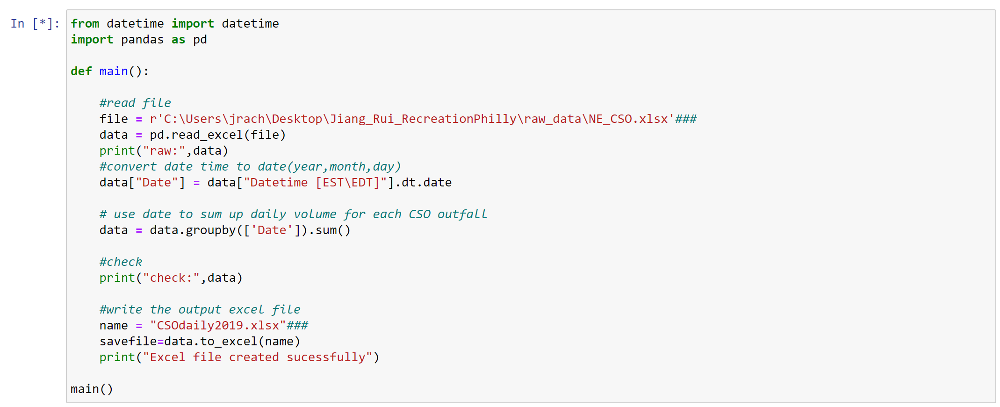 In [*]:
from datetime import datetime
import pandas as pd
def main():
#read file
file = r'C:\Users\jrach\Desktop\Jiang_Rui_RecreationPhilly\raw_data\NE_CSO.xlsx'###
data = pd.read_excel(file)
print("raw:",data)
#convert date time to date(year,month,day)
data["Date"] = data["Datetime [EST\EDT]"].dt.date
# use date to sum up daily volume for each CSO outfall
data = data.groupby(['Date']).sum()
#check
print("check:",data)
#write the output excel file
name = "CSOdaily2019.xlsx"###
savefile=data.to_excel(name)
print("Excel file created sucessfully")
main()